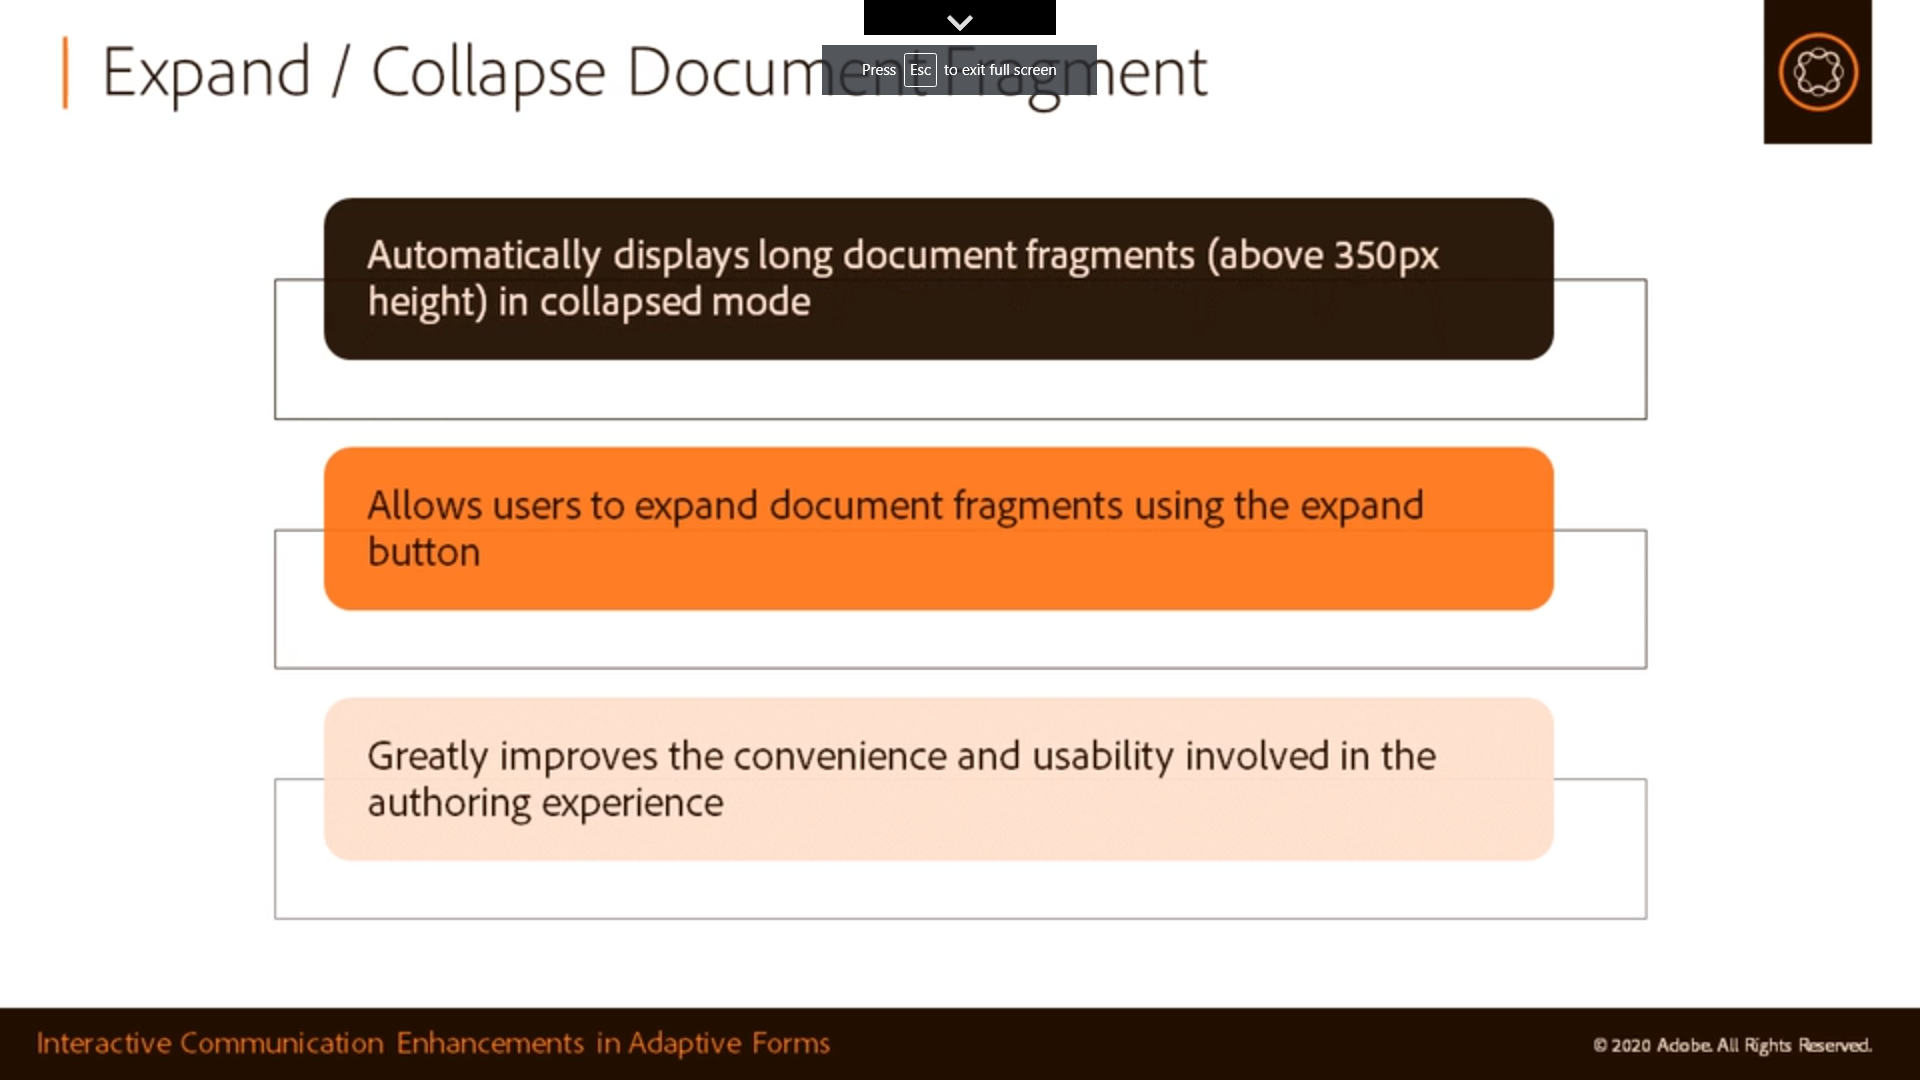 Expand / Collapse Document Fragment
Press Esc to exit full screen
Automatically displays long document fragments (above 350px
height) in collapsed mode
Allows users to expand document fragments using the expand
button
Greatly improves the convenience and usability involved in the
authoring experience
Interactive Communication Enhancements in Adaptive Forms
© 2020 Adobe. All Rights Reserved.